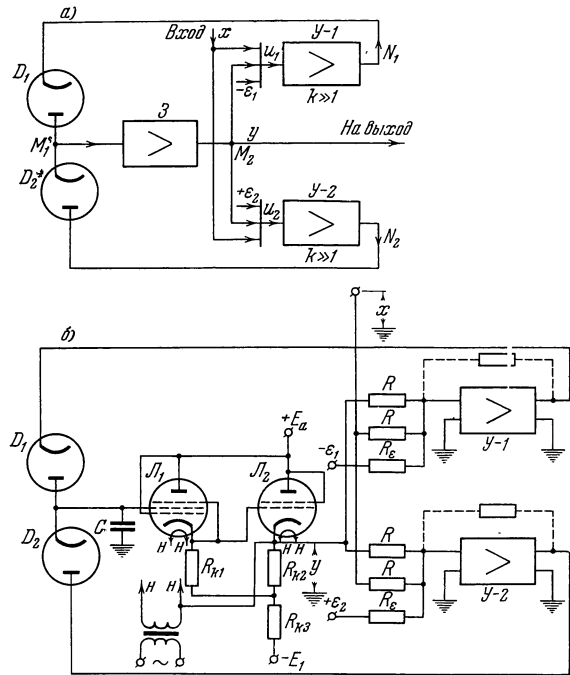 а)
Вход
x
У-1
D₁
u₁
N₁
З
-ε₁
k≫1
y
На выход
M₁
M₂
+ε₂
У-2
D₂
u₂
N₂
k≫1
x
б)
R
D₁
+Eₐ
Л₁
Л₂
R
У-1
-ε₁
Rε
C
D₂
н н
н н
R
н
н
Rк1
Rк2
y
R
У-2
+ε₂
Rε
Rк3
~
-E₁